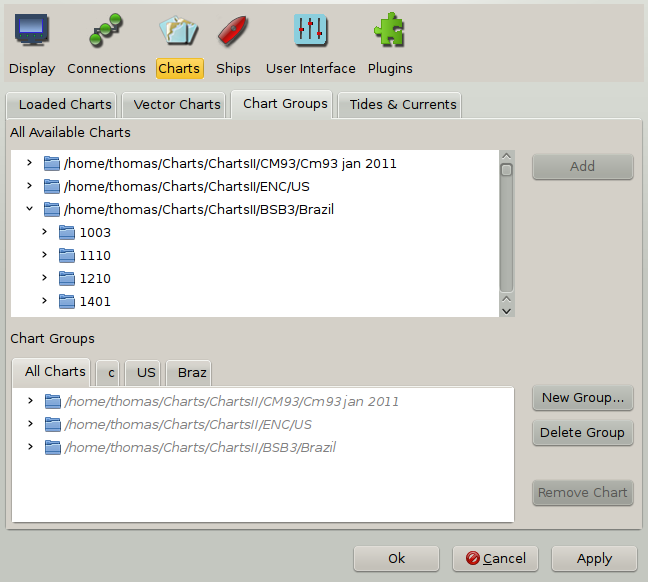 Display Connections Charts Ships User Interface Plugins
Loaded Charts Vector Charts Chart Groups Tides & Currents
All Available Charts
/home/thomas/Charts/ChartsII/CM93/Cm93 jan 2011
Add
/home/thomas/Charts/ChartsII/ENC/US
/home/thomas/Charts/ChartsII/BSB3/Brazil
1003
1110
1210
1401
Chart Groups
All Charts c US Braz
/home/thomas/Charts/ChartsII/CM93/Cm93 jan 2011
New Group...
/home/thomas/Charts/ChartsII/ENC/US
Delete Group
/home/thomas/Charts/ChartsII/BSB3/Brazil
Remove Chart
Ok Cancel Apply